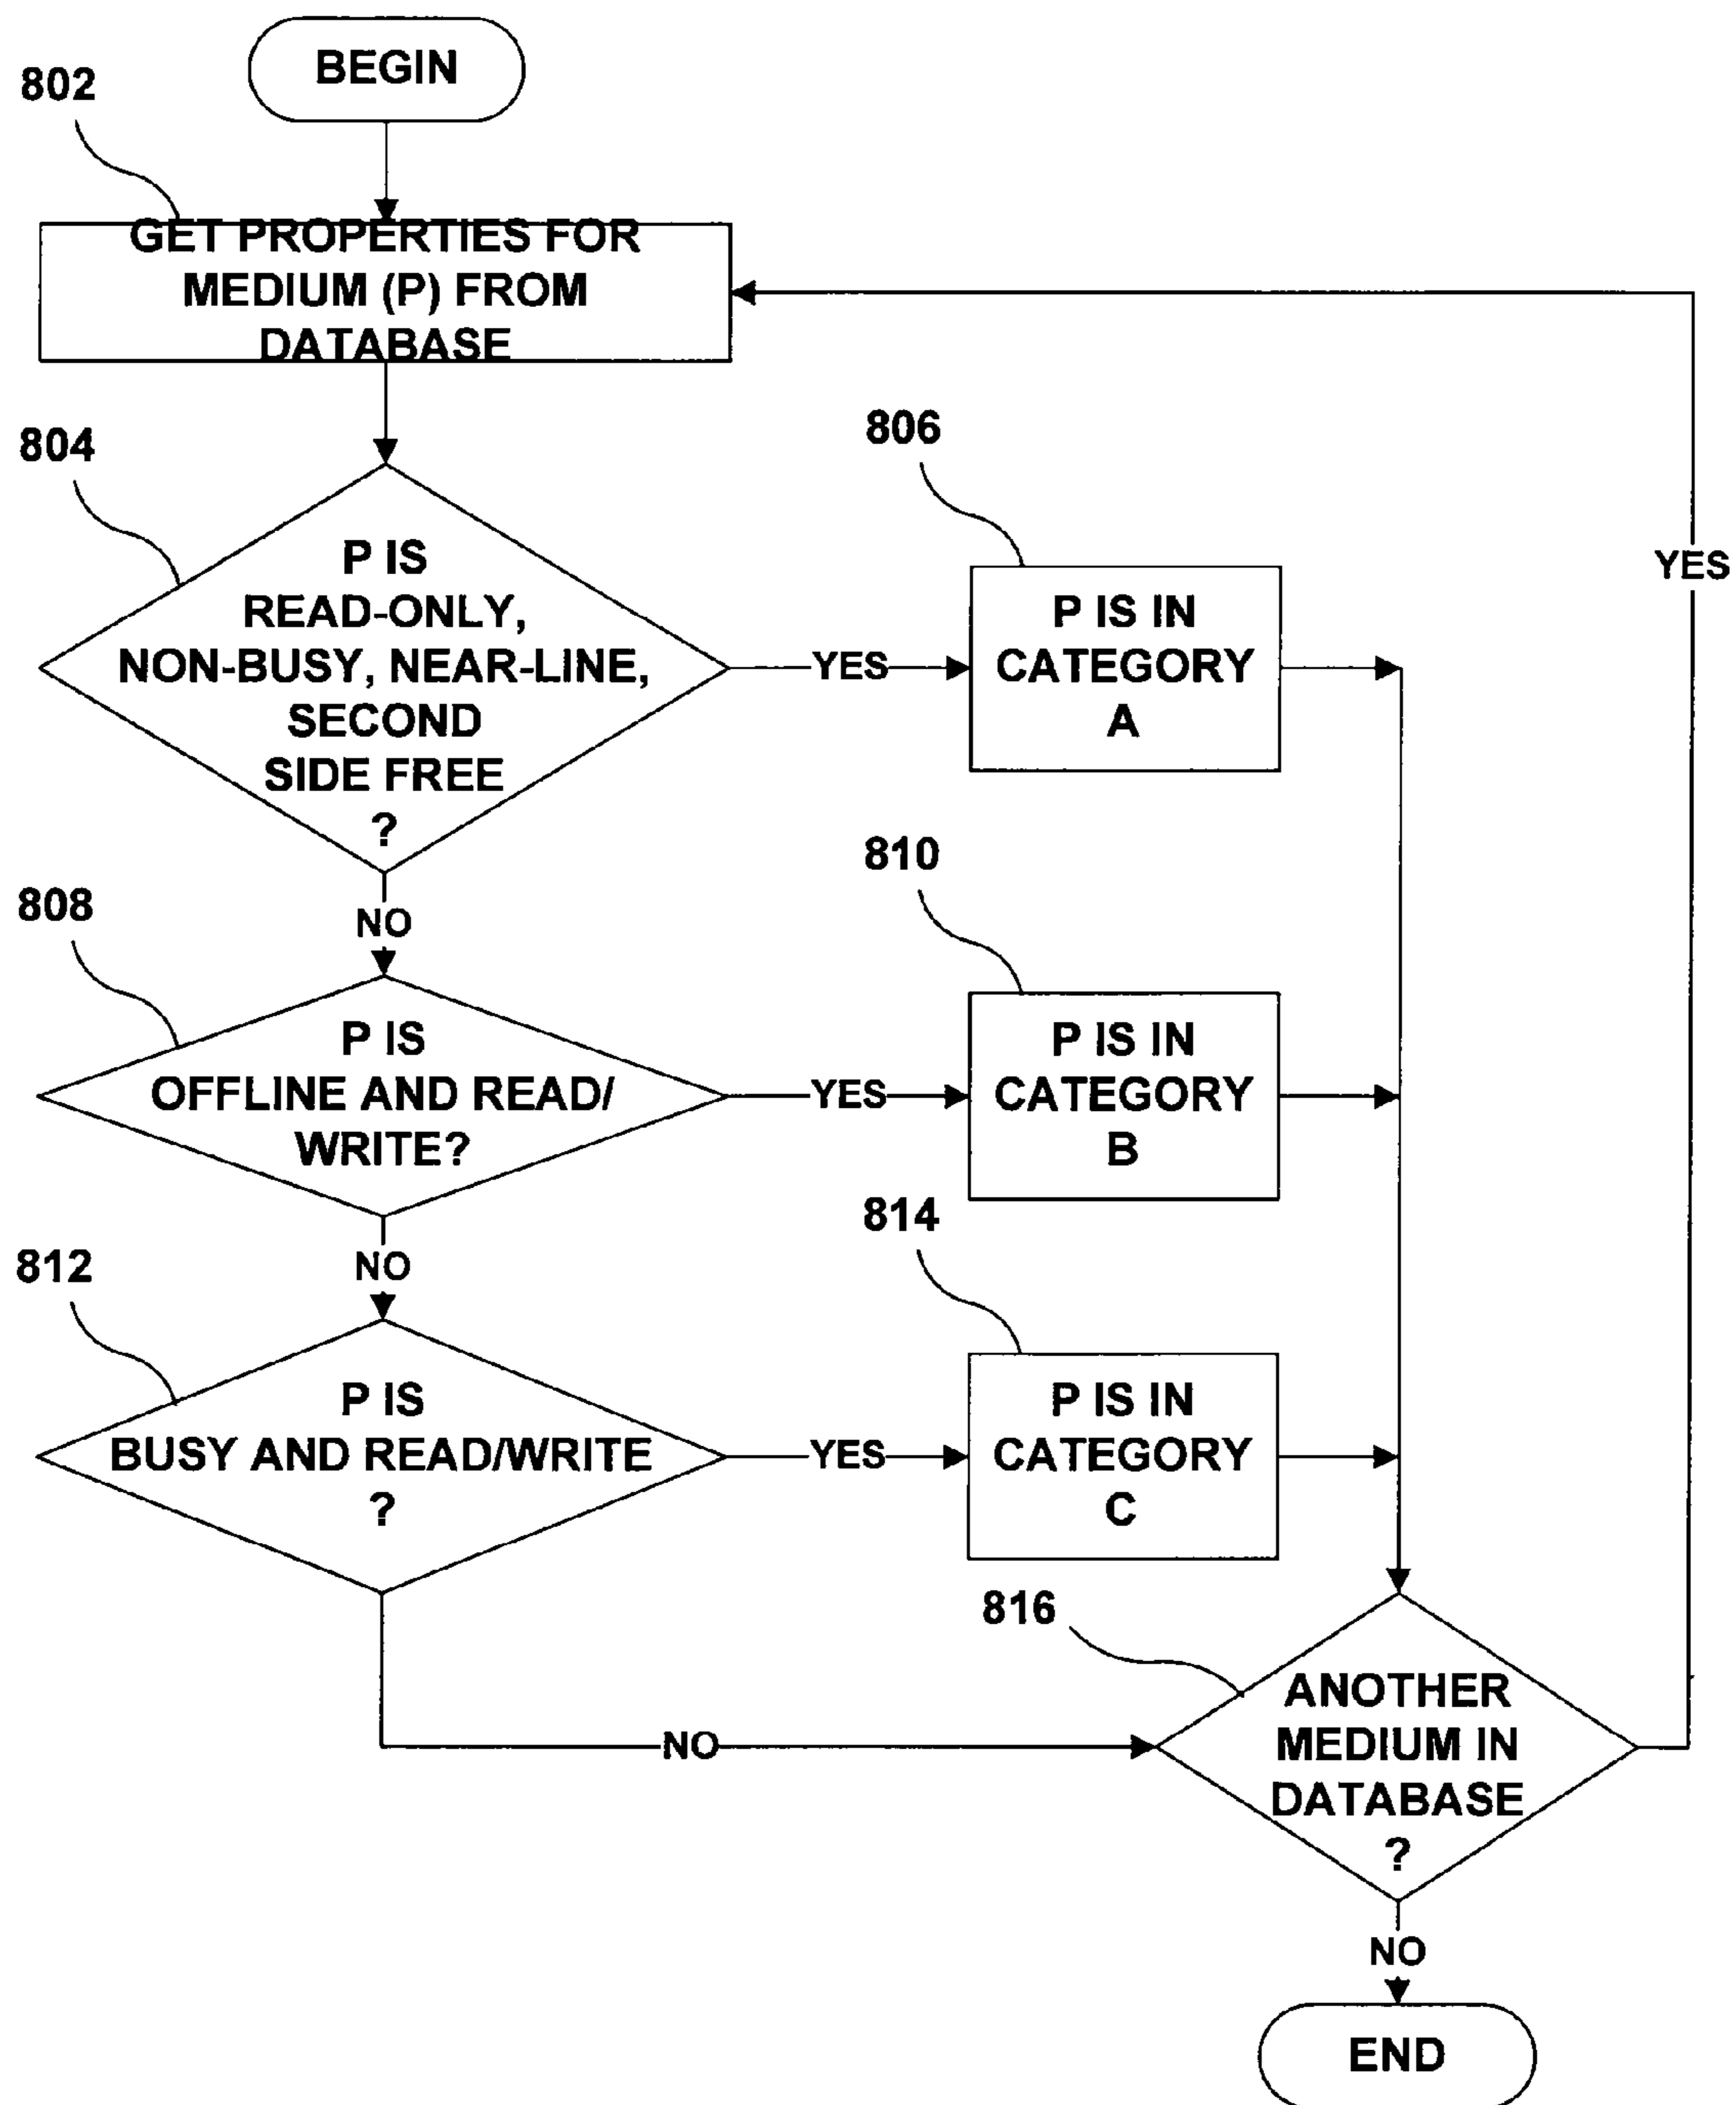 BEGIN
802
GET PROPERTIES FOR
MEDIUM (P) FROM
DATABASE
804
P IS
READ-ONLY,
NON-BUSY, NEAR-LINE,
SECOND
SIDE FREE
?
YES
806
P IS IN
CATEGORY
A
YES
NO
808
P IS
OFFLINE AND READ/
WRITE?
YES
810
P IS IN
CATEGORY
B
NO
812
P IS
BUSY AND READ/WRITE
?
YES
814
P IS IN
CATEGORY
C
NO
816
ANOTHER
MEDIUM IN
DATABASE
?
NO
END